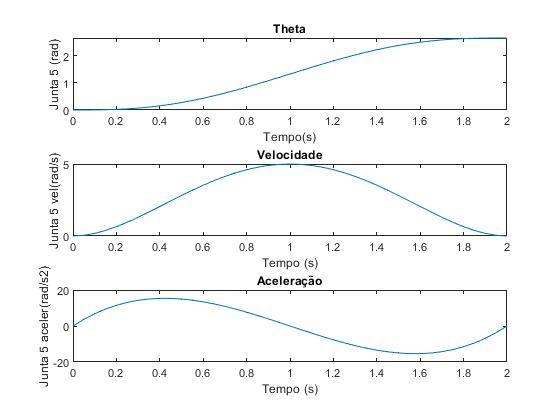 Theta
Junta 5 (rad)
2
1
0
0 0.2 0.4 0.6 0.8 1 1.2 1.4 1.6 1.8 2
Tempo(s)
Velocidade
Junta 5 vel(rad/s)
5
0
0 0.2 0.4 0.6 0.8 1 1.2 1.4 1.6 1.8 2
Tempo (s)
Aceleração
Junta 5 aceler(rad/s2)
20
0
-20
0 0.2 0.4 0.6 0.8 1 1.2 1.4 1.6 1.8 2
Tempo (s)